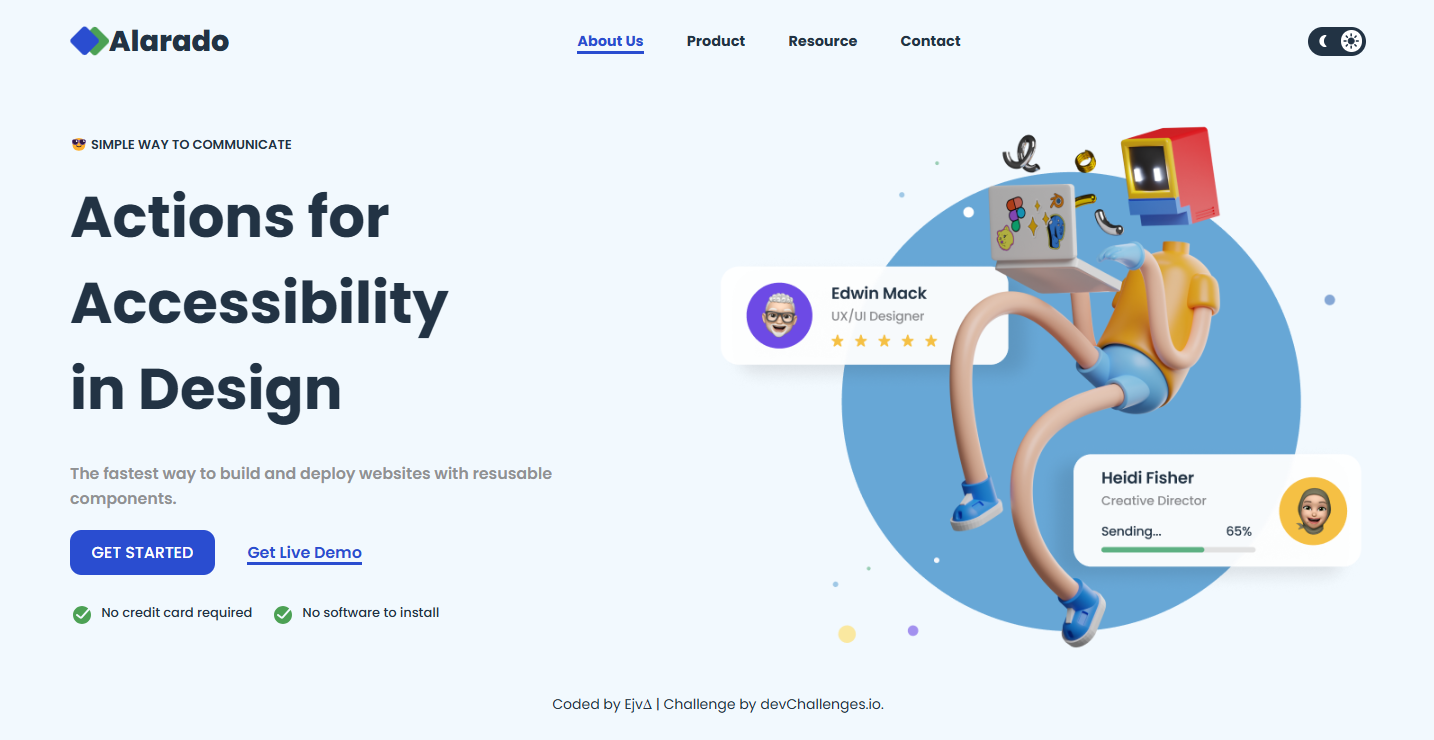 Alarado
About Us Product Resource Contact
😎 SIMPLE WAY TO COMMUNICATE
Actions for
Accessibility
in Design
The fastest way to build and deploy websites with resusable
components.
GET STARTED Get Live Demo
No credit card required No software to install
Edwin Mack
UX/UI Designer
Heidi Fisher
Creative Director
Sending... 65%
Coded by Ejv∆ | Challenge by devChallenges.io.